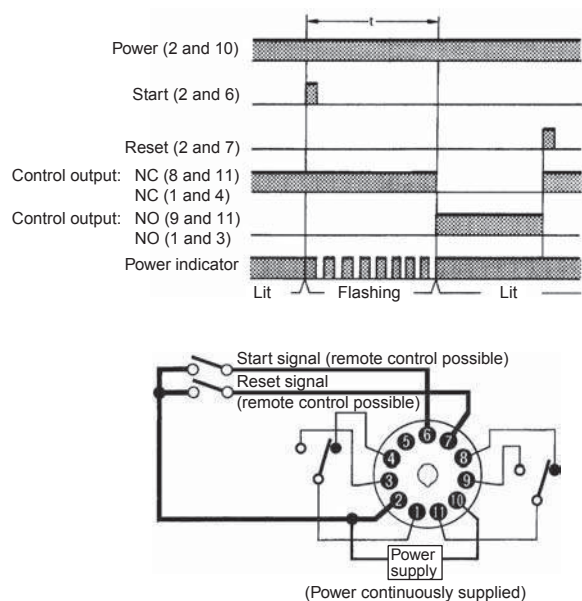 t
Power (2 and 10)
Start (2 and 6)
Reset (2 and 7)
Control output: NC (8 and 11)
NC (1 and 4)
Control output: NO (9 and 11)
NO (1 and 3)
Power indicator
Lit Flashing Lit
Start signal (remote control possible)
Reset signal
(remote control possible)
6
5 7
4 8
3 9
2 10
1 11
Power
supply
(Power continuously supplied)